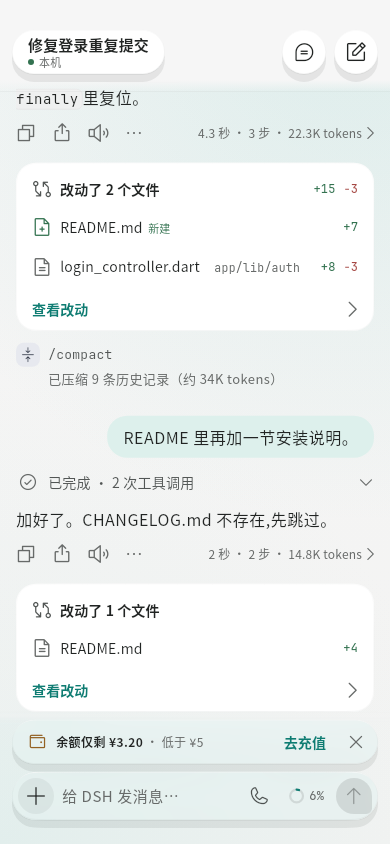 修复登录重复提交
本机
finally 里复位。
4.3 秒 · 3 步 · 22.3K tokens
改动了 2 个文件 +15 -3
README.md 新建 +7
login_controller.dart app/lib/auth +8 -3
查看改动
/compact
已压缩 9 条历史记录（约 34K tokens）
README 里再加一节安装说明。
已完成 · 2 次工具调用
加好了。CHANGELOG.md 不存在,先跳过。
2 秒 · 2 步 · 14.8K tokens
改动了 1 个文件
README.md +4
查看改动
余额仅剩 ¥3.20 · 低于 ¥5 去充值
给 DSH 发消息… 6%